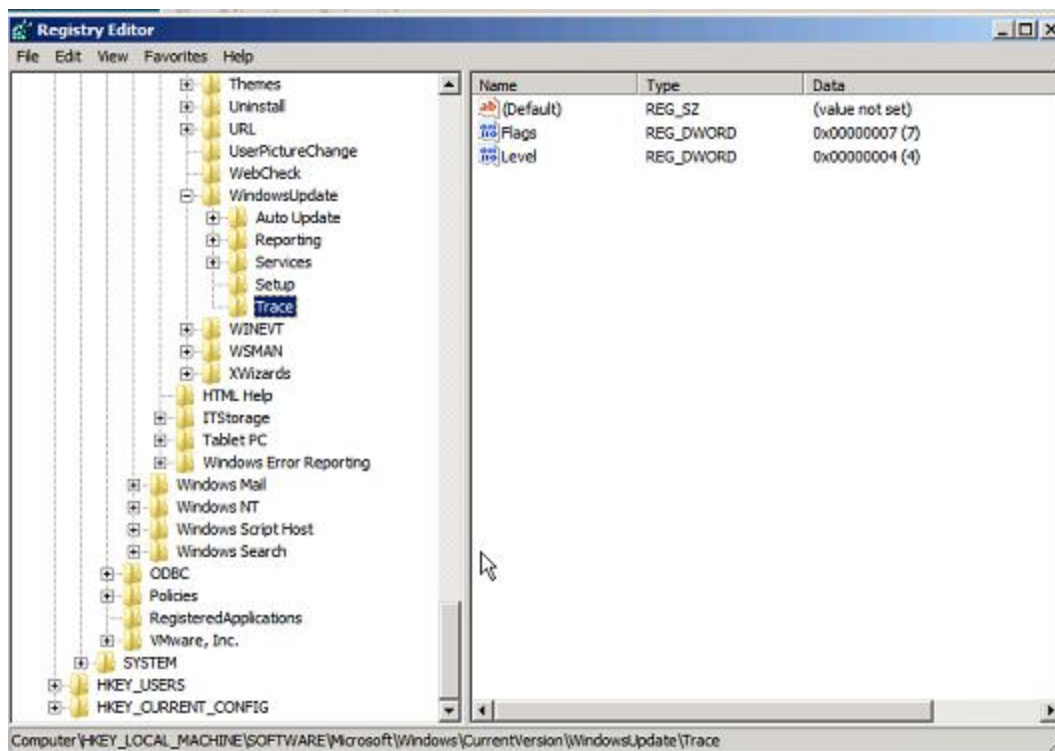 Registry Editor
File Edit View Favorites Help
Name Type Data
(Default) REG_SZ (value not set)
Flags REG_DWORD 0x00000007 (7)
Level REG_DWORD 0x00000004 (4)
Themes
Uninstall
URL
UserPictureChange
WebCheck
WindowsUpdate
Auto Update
Reporting
Services
Setup
Trace
WINEVT
WSMAN
XWizards
HTML Help
ITStorage
Tablet PC
Windows Error Reporting
Windows Mail
Windows NT
Windows Script Host
Windows Search
ODBC
Policies
RegisteredApplications
VMware, Inc.
SYSTEM
HKEY_USERS
HKEY_CURRENT_CONFIG
Computer\HKEY_LOCAL_MACHINE\SOFTWARE\Microsoft\Windows\CurrentVersion\WindowsUpdate\Trace